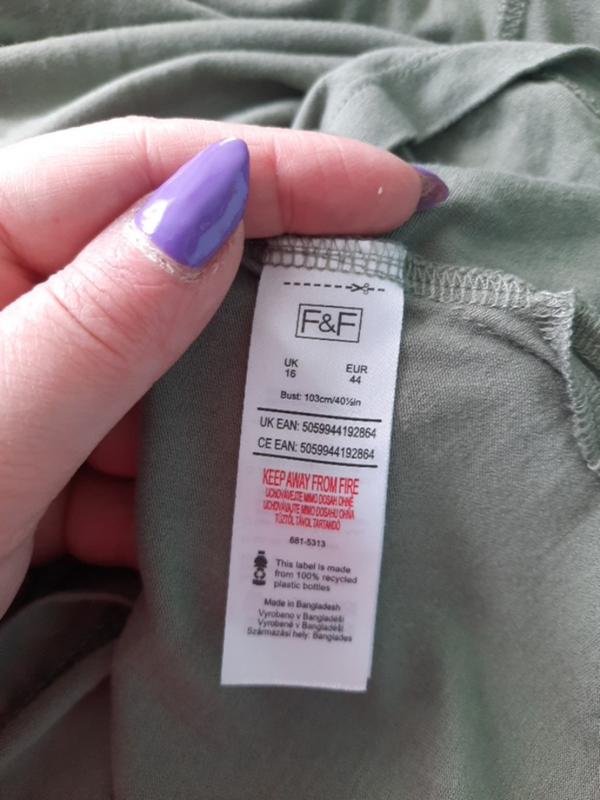 F&F
UK EUR
16 44
Bust: 103cm/40½in
UK EAN: 5059944192864
CE EAN: 5059944192864
KEEP AWAY FROM FIRE
UCHOVÁVEJTE MIMO DOSAH OHNĚ
UCHOVÁVAJTE MIMO DOSAHU OHŇA
TŰZTŐL TÁVOL TARTANDÓ
681-5313
This label is made
from 100% recycled
plastic bottles
Made in Bangladesh
Vyrobeno v Bangladéši
Vyrobené v Bangladéši
Származási hely: Banglades